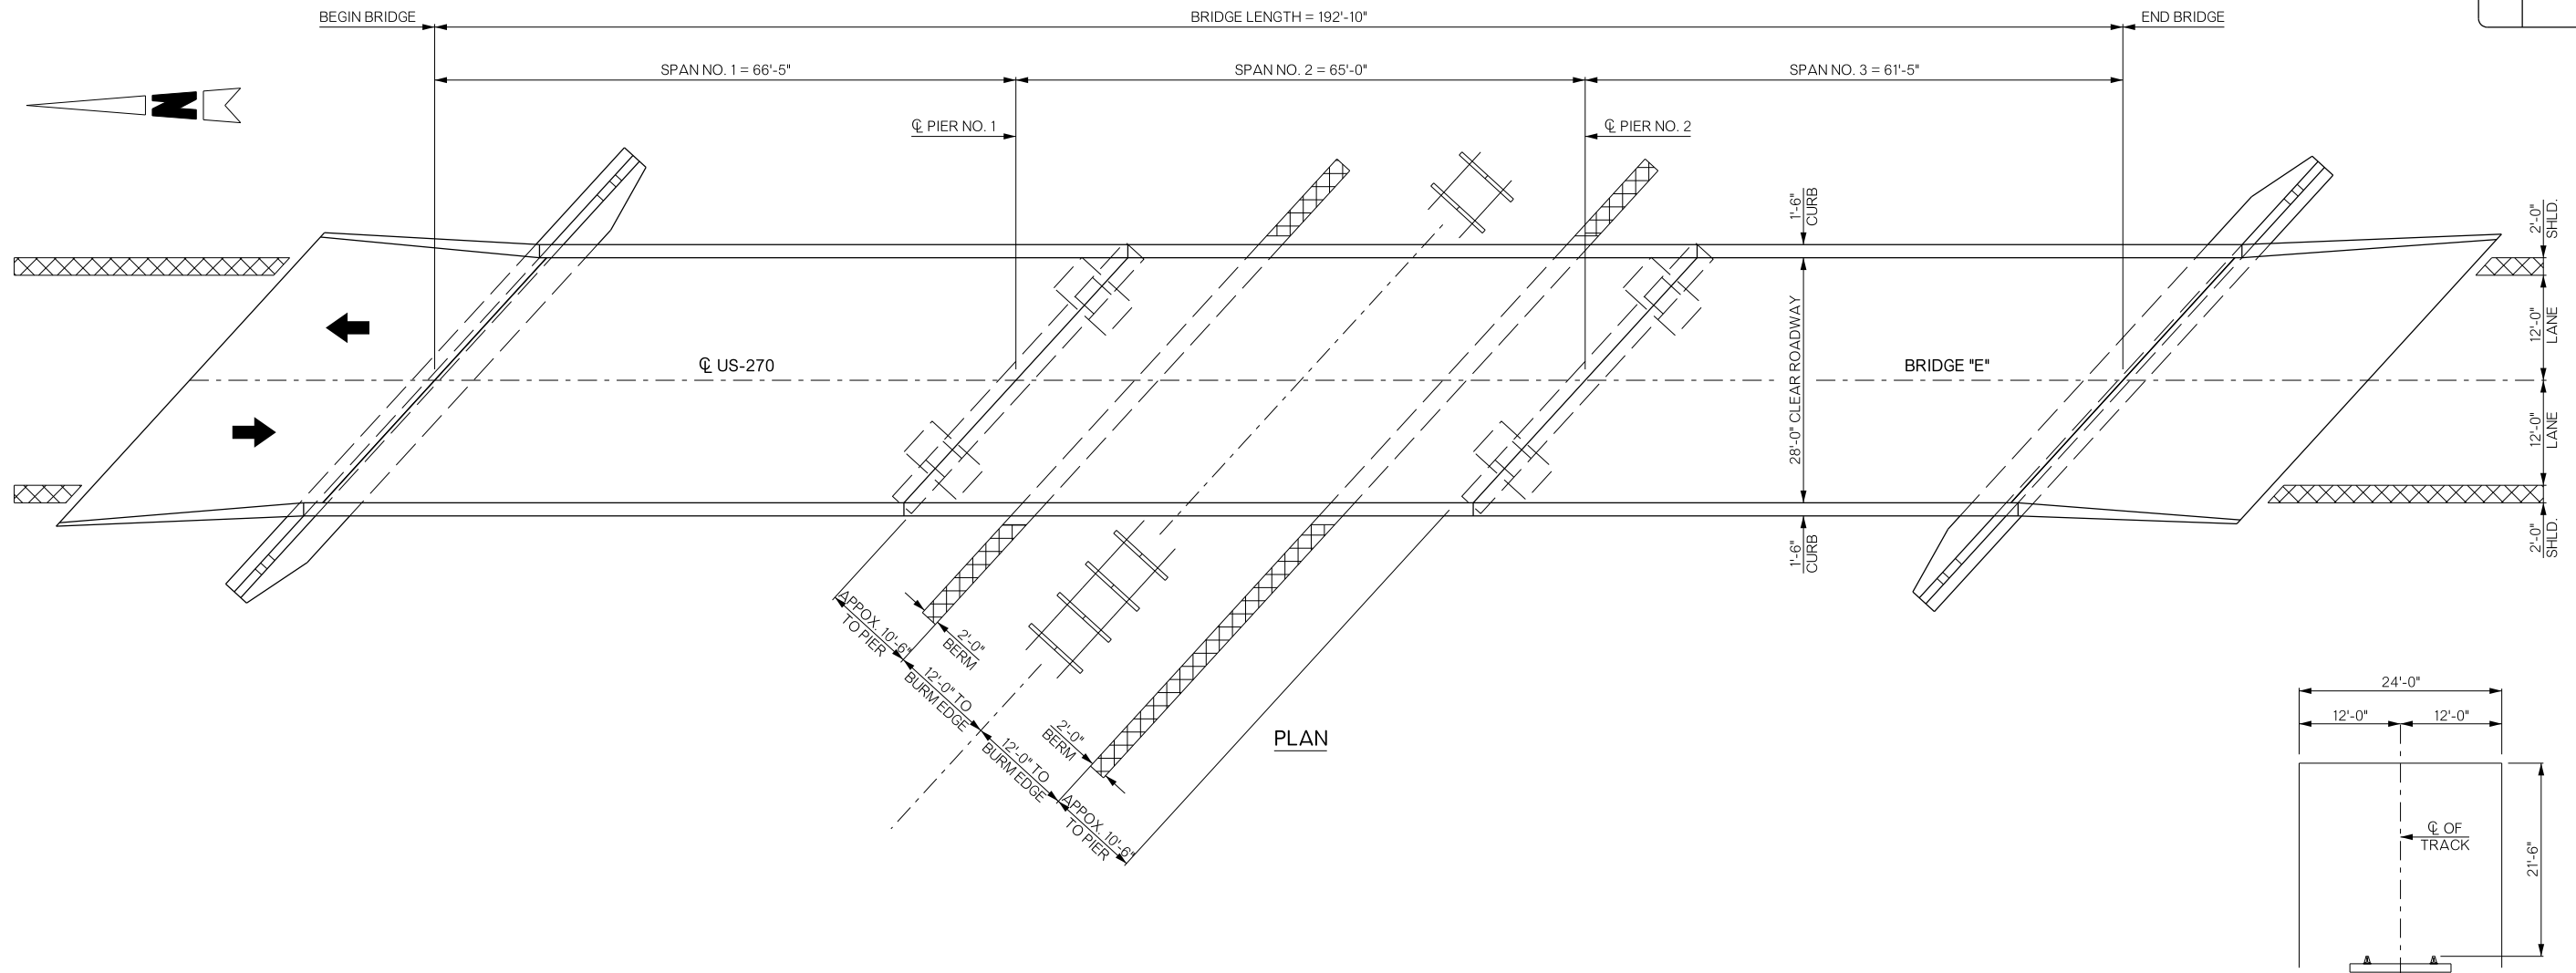 BEGIN BRIDGE
BRIDGE LENGTH = 192'-10"
END BRIDGE
SPAN NO. 1 = 66'-5"
SPAN NO. 2 = 65'-0"
SPAN NO. 3 = 61'-5"
N
℄ PIER NO. 1
℄ PIER NO. 2
1'-6"
CURB
2'-0"
SHLD.
12'-0"
LANE
℄ US-270
28'-0" CLEAR ROADWAY
BRIDGE "E"
12'-0"
LANE
2'-0"
SHLD.
1'-6"
CURB
APPOX. 10'-6"
TO PIER
2'-0"
BERM
12'-0" TO
BURM EDGE
2'-0"
BERM
12'-0" TO
BURM EDGE
APPOX. 10'-6"
TO PIER
PLAN
24'-0"
12'-0"
12'-0"
℄ OF
TRACK
21'-6"